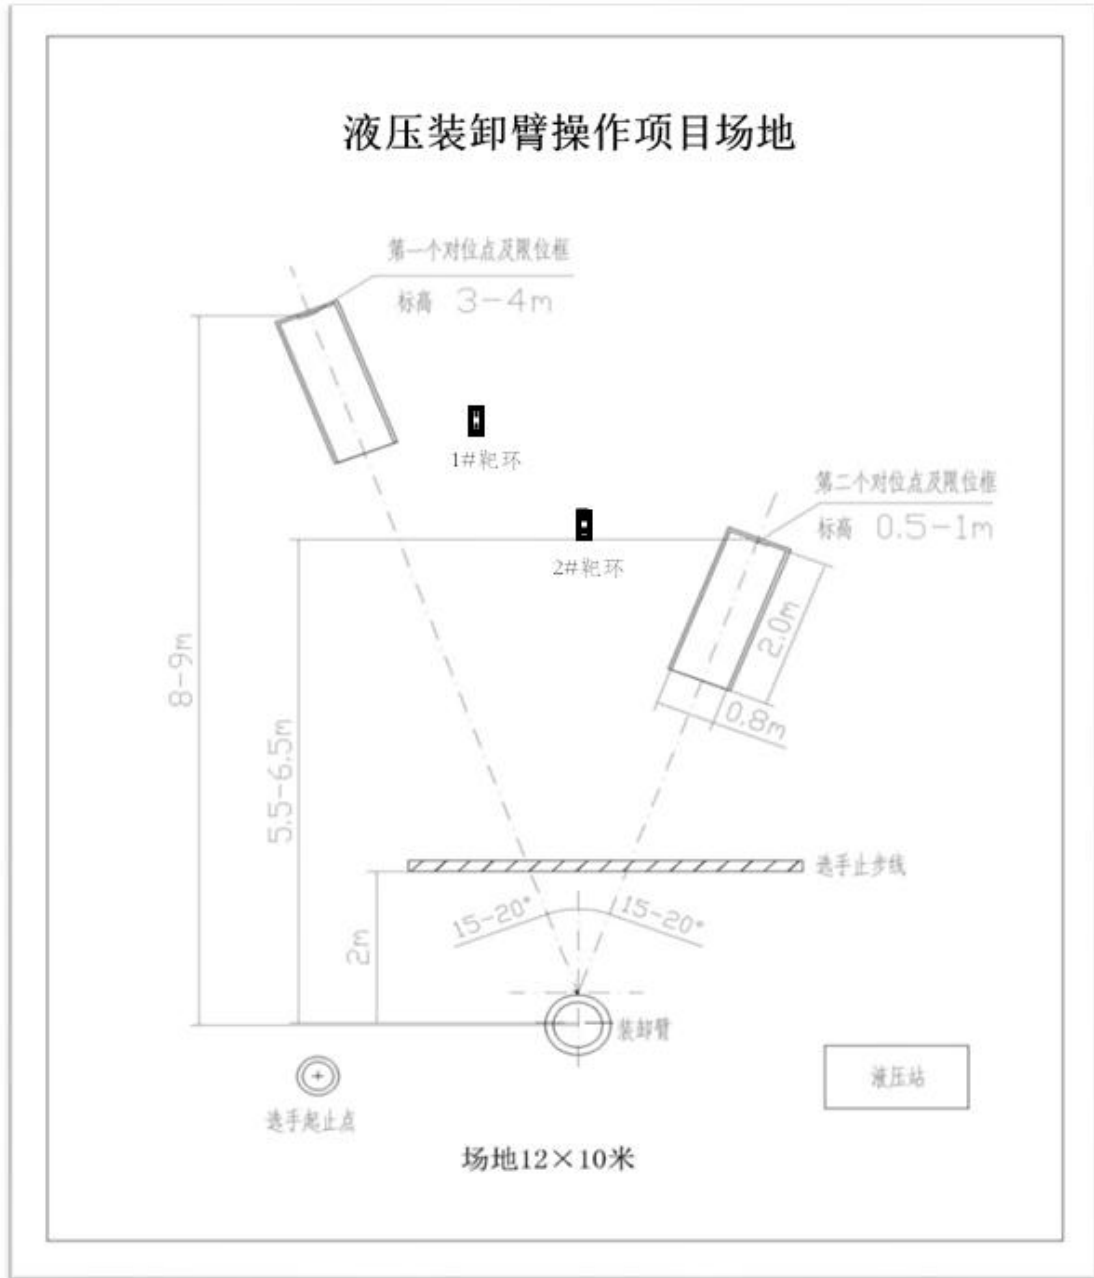 液压装卸臂操作项目场地
第一个对位点及限位框
标高 3-4m
1#靶环
第二个对位点及限位框
标高 0.5-1m
2#靶环
2.0m
0.8m
8-9m
5.5-6.5m
选手止步线
15-20°
15-20°
2m
装卸臂
液压站
选手起止点
场地12×10米